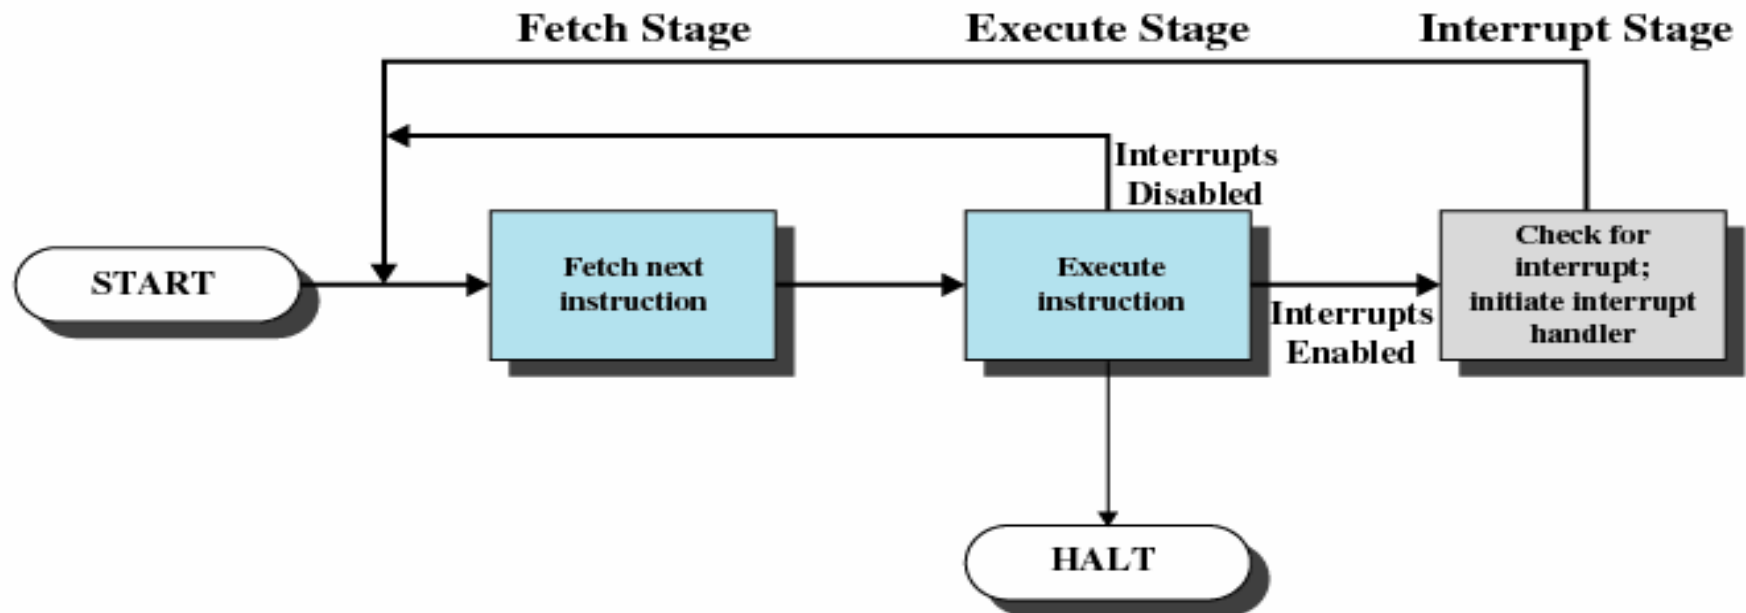 Fetch Stage
Execute Stage
Interrupt Stage
Interrupts
Disabled
START
Fetch next
instruction
Execute
instruction
Interrupts
Enabled
Check for
interrupt;
initiate interrupt
handler
HALT